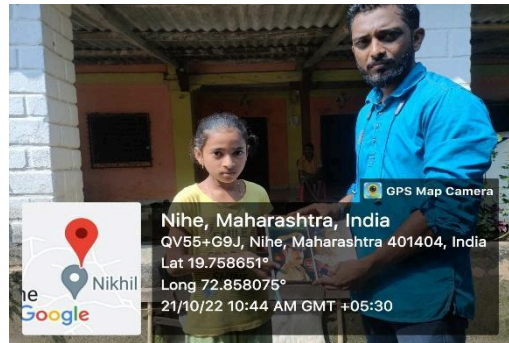 GPS Map Camera
Nihe, Maharashtra, India
QV55+G9J, Nihe, Maharashtra 401404, India
Lat 19.758651°
Long 72.858075°
21/10/22 10:44 AM GMT +05:30
Nikhil
ne
Google